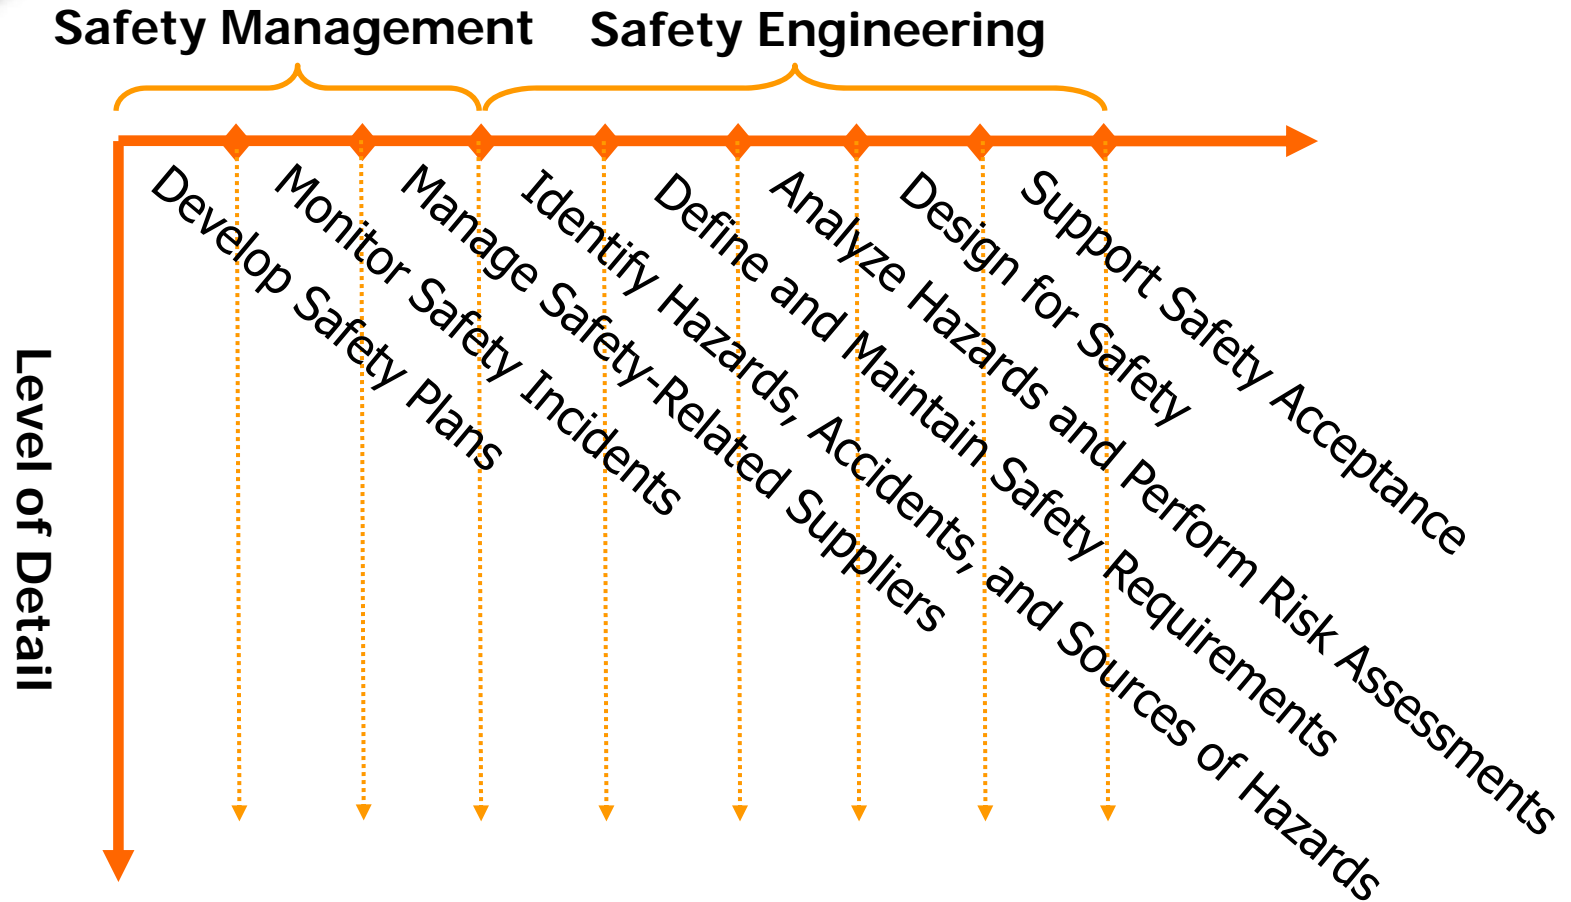 Safety Management
Safety Engineering
Level of Detail
Develop Safety Plans
Monitor Safety Incidents
Manage Safety-Related Suppliers
Identify Hazards, Accidents, and Sources of Hazards
Define and Maintain Safety Requirements
Analyze Hazards and Perform Risk Assessments
Design for Safety
Support Safety Acceptance